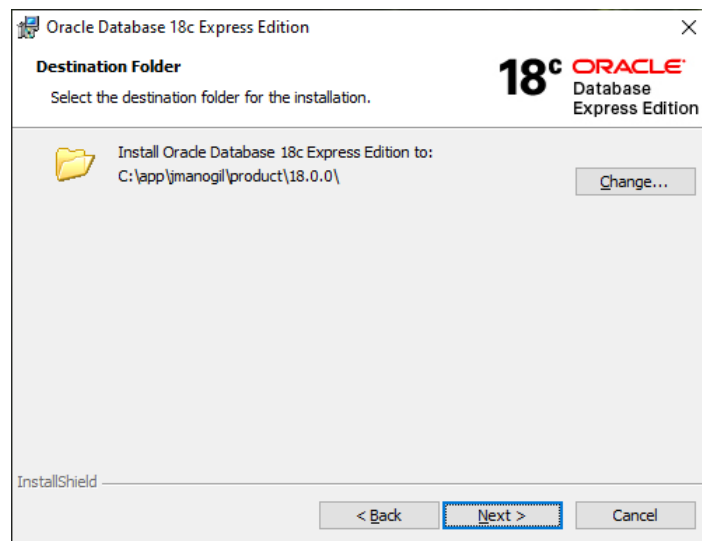 Oracle Database 18c Express Edition
Destination Folder
Select the destination folder for the installation.
18c ORACLE
Database
Express Edition
Install Oracle Database 18c Express Edition to:
C:\app\jmanogil\product\18.0.0\
Change...
InstallShield
< Back
Next >
Cancel